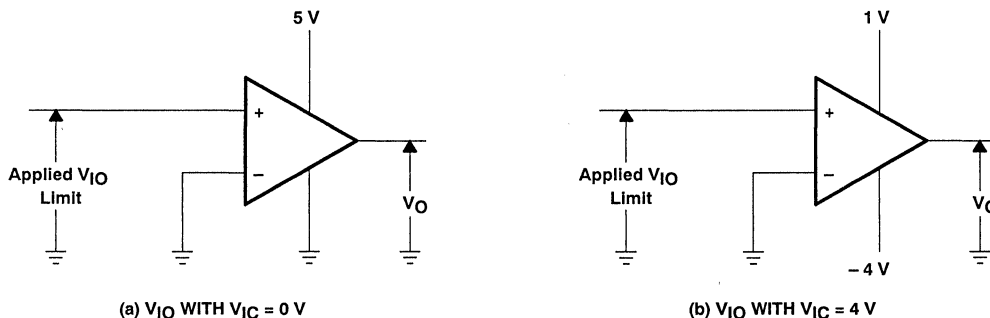 5 V
+
Applied VIO
Limit
−
VO
(a) VIO WITH VIC = 0 V
1 V
+
Applied VIO
Limit
−
VO
− 4 V
(b) VIO WITH VIC = 4 V